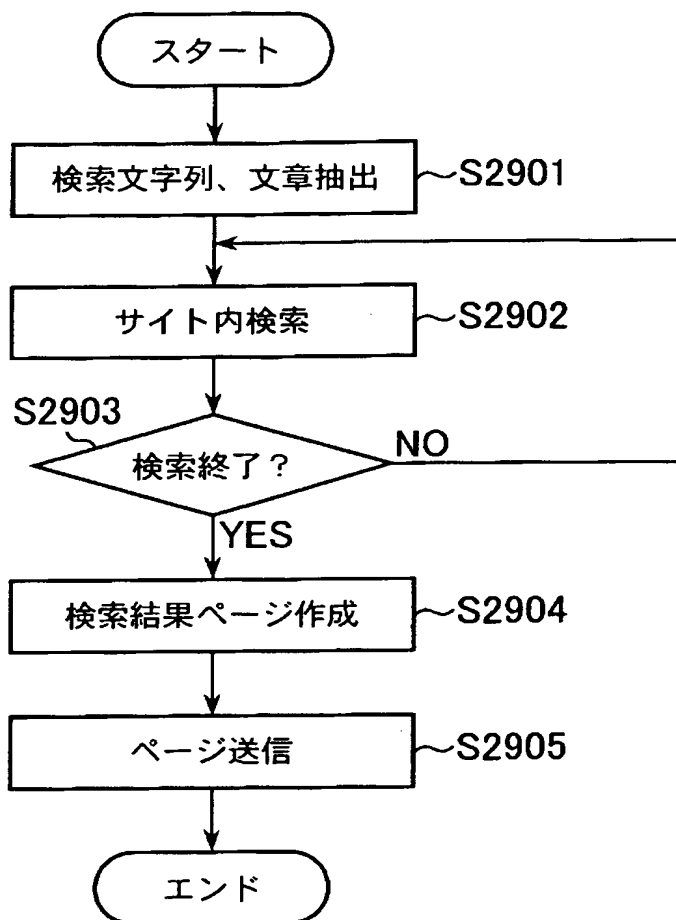 スタート
検索文字列、文章抽出
S2901
サイト内検索
S2902
S2903
検索終了？
NO
YES
検索結果ページ作成
S2904
ページ送信
S2905
エンド